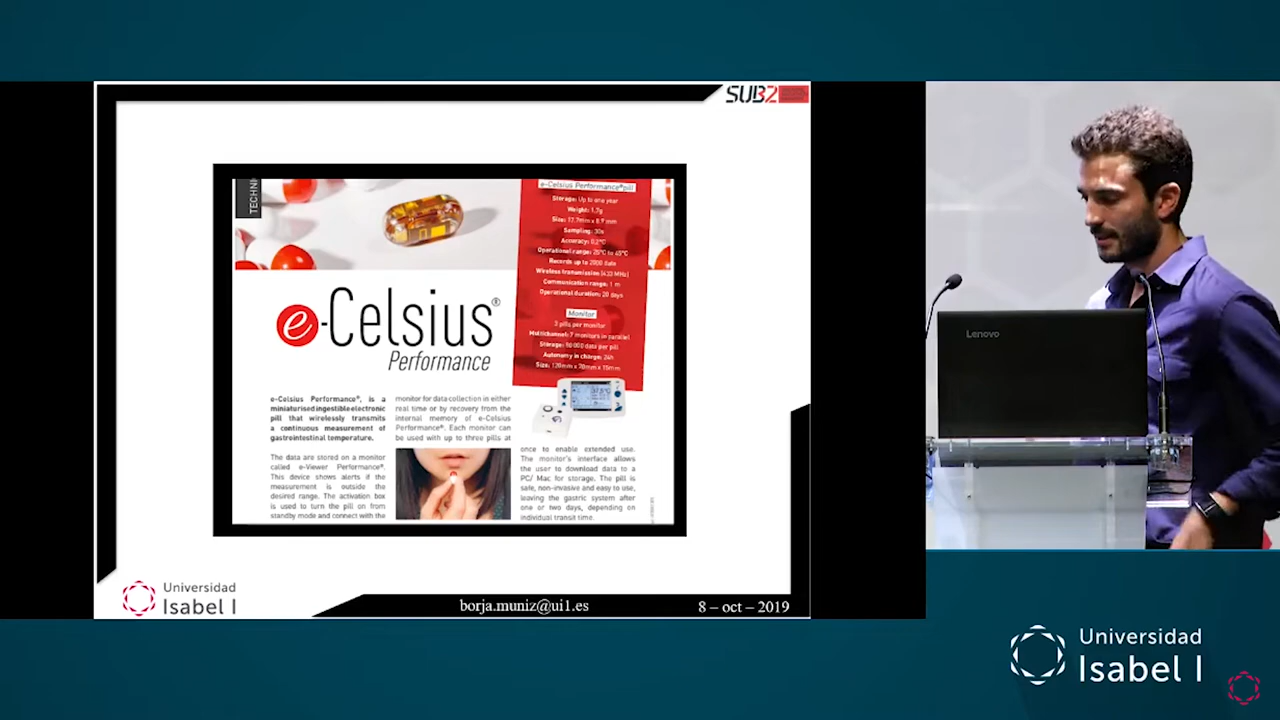 SUB2
TECHNI
e-Celsius Performance® pill
Storage: Up to one year
Weight: 1,7g
Size: 17.7mm x 8.9 mm
Sampling: 30s
Accuracy: 0,2°C
Operational range: 25°C to 45°C
Records up to 2000 data
Wireless transmission (433 MHz)
Communication range: 1 m
Operational duration: 20 days
Monitor
3 pills per monitor
Multichannel: 7 monitors in parallel
Storage: 90 000 data per pill
Autonomy in charge: 24h
Size: 120mm x 70mm x 15mm
e-Celsius®
Performance
e-Celsius Performance®, is a
miniaturised ingestible electronic
pill that wirelessly transmits
a continuous measurement of
gastrointestinal temperature.
The data are stored on a monitor
called e-Viewer Performance®.
This device shows alerts if the
measurement is outside the
desired range. The activation box
is used to turn the pill on from
standby mode and connect with the
monitor for data collection in either
real time or by recovery from the
internal memory of e-Celsius
Performance®. Each monitor can
be used with up to three pills at
once to enable extended use.
The monitor's interface allows
the user to download data to a
PC/ Mac for storage. The pill is
safe, non-invasive and easy to use,
leaving the gastric system after
one or two days, depending on
individual transit time.
Universidad
Isabel I
borja.muniz@ui1.es
8 – oct – 2019
Lenovo
Universidad
Isabel I